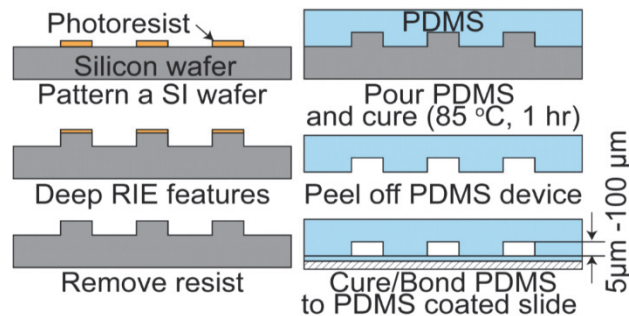 Photoresist
Silicon wafer
Pattern a SI wafer
Deep RIE features
Remove resist
PDMS
Pour PDMS
and cure (85 °C, 1 hr)
Peel off PDMS device
Cure/Bond PDMS
to PDMS coated slide
5μm -100 μm